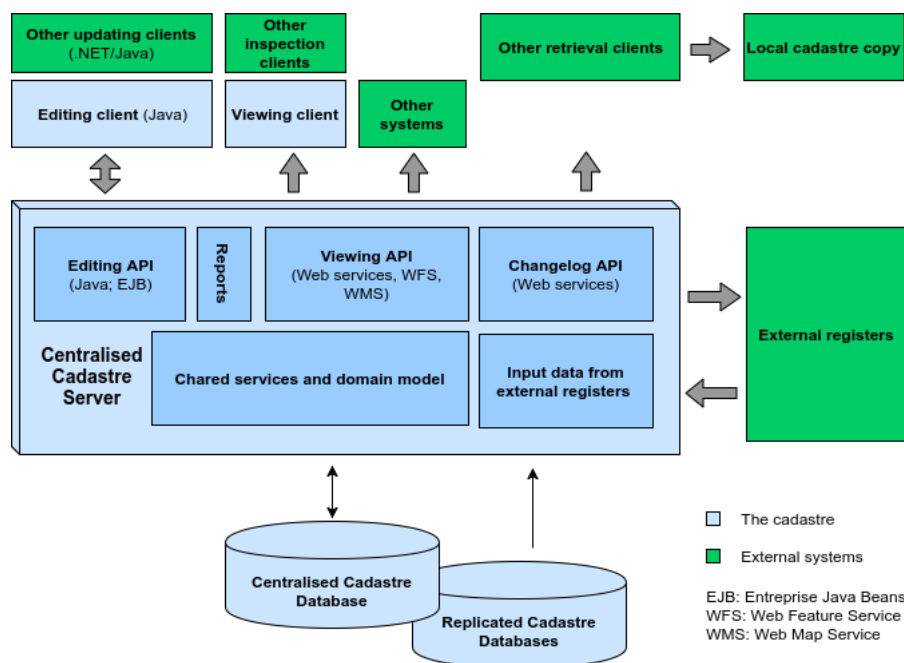 Other updating clients
(.NET/Java)
Other
inspection
clients
Other retrieval clients
Local cadastre copy
Editing client (Java)
Viewing client
Other
systems
Editing API
(Java; EJB)
Reports
Viewing API
(Web services, WFS,
WMS)
Changelog API
(Web services)
External registers
Centralised
Cadastre
Server
Shared services and domain model
Input data from
external registers
Centralised Cadastre
Database
Replicated Cadastre
Databases
The cadastre
External systems
EJB: Entreprise Java Beans
WFS: Web Feature Service
WMS: Web Map Service